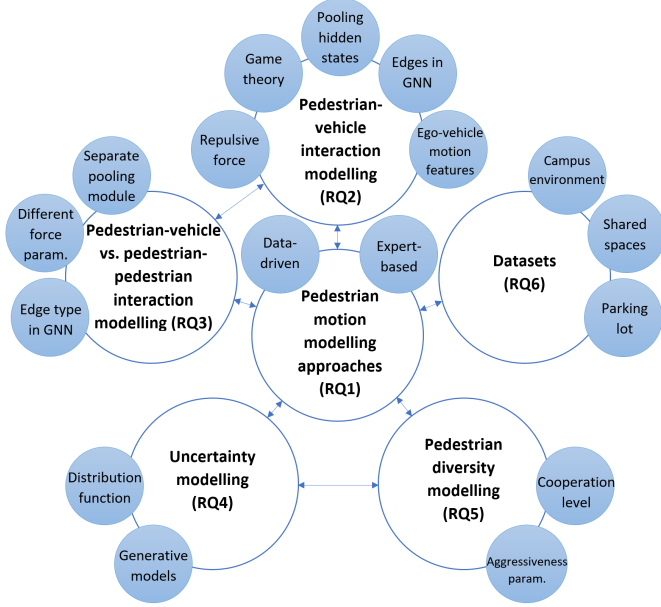 Pooling
hidden
states
Game
theory
Edges in
GNN
Repulsive
force
Ego-vehicle
motion
features
Pedestrian-
vehicle
interaction
modelling
(RQ2)
Separate
pooling
module
Different
force
param.
Edge type
in GNN
Pedestrian-vehicle
vs. pedestrian-
pedestrian
interaction
modelling (RQ3)
Data-
driven
Expert-
based
Pedestrian
motion
modelling
approaches
(RQ1)
Campus
environment
Shared
spaces
Parking
lot
Datasets
(RQ6)
Uncertainty
modelling
(RQ4)
Distribution
function
Generative
models
Pedestrian
diversity
modelling
(RQ5)
Cooperation
level
Aggressiveness
param.